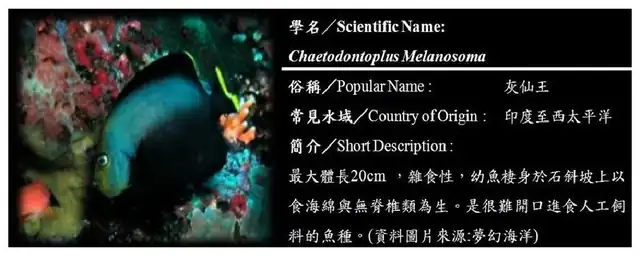 學名／Scientific Name:
Chaetodontoplus Melanosoma
俗稱／Popular Name : 灰仙王
常見水域／Country of Origin : 印度至西太平洋
簡介／Short Description :
最大體長20cm ，雜食性，幼魚棲身於石斜坡上以
食海綿與無脊椎類為生。是很難開口進食人工飼
料的魚種。(資料圖片來源:夢幻海洋)